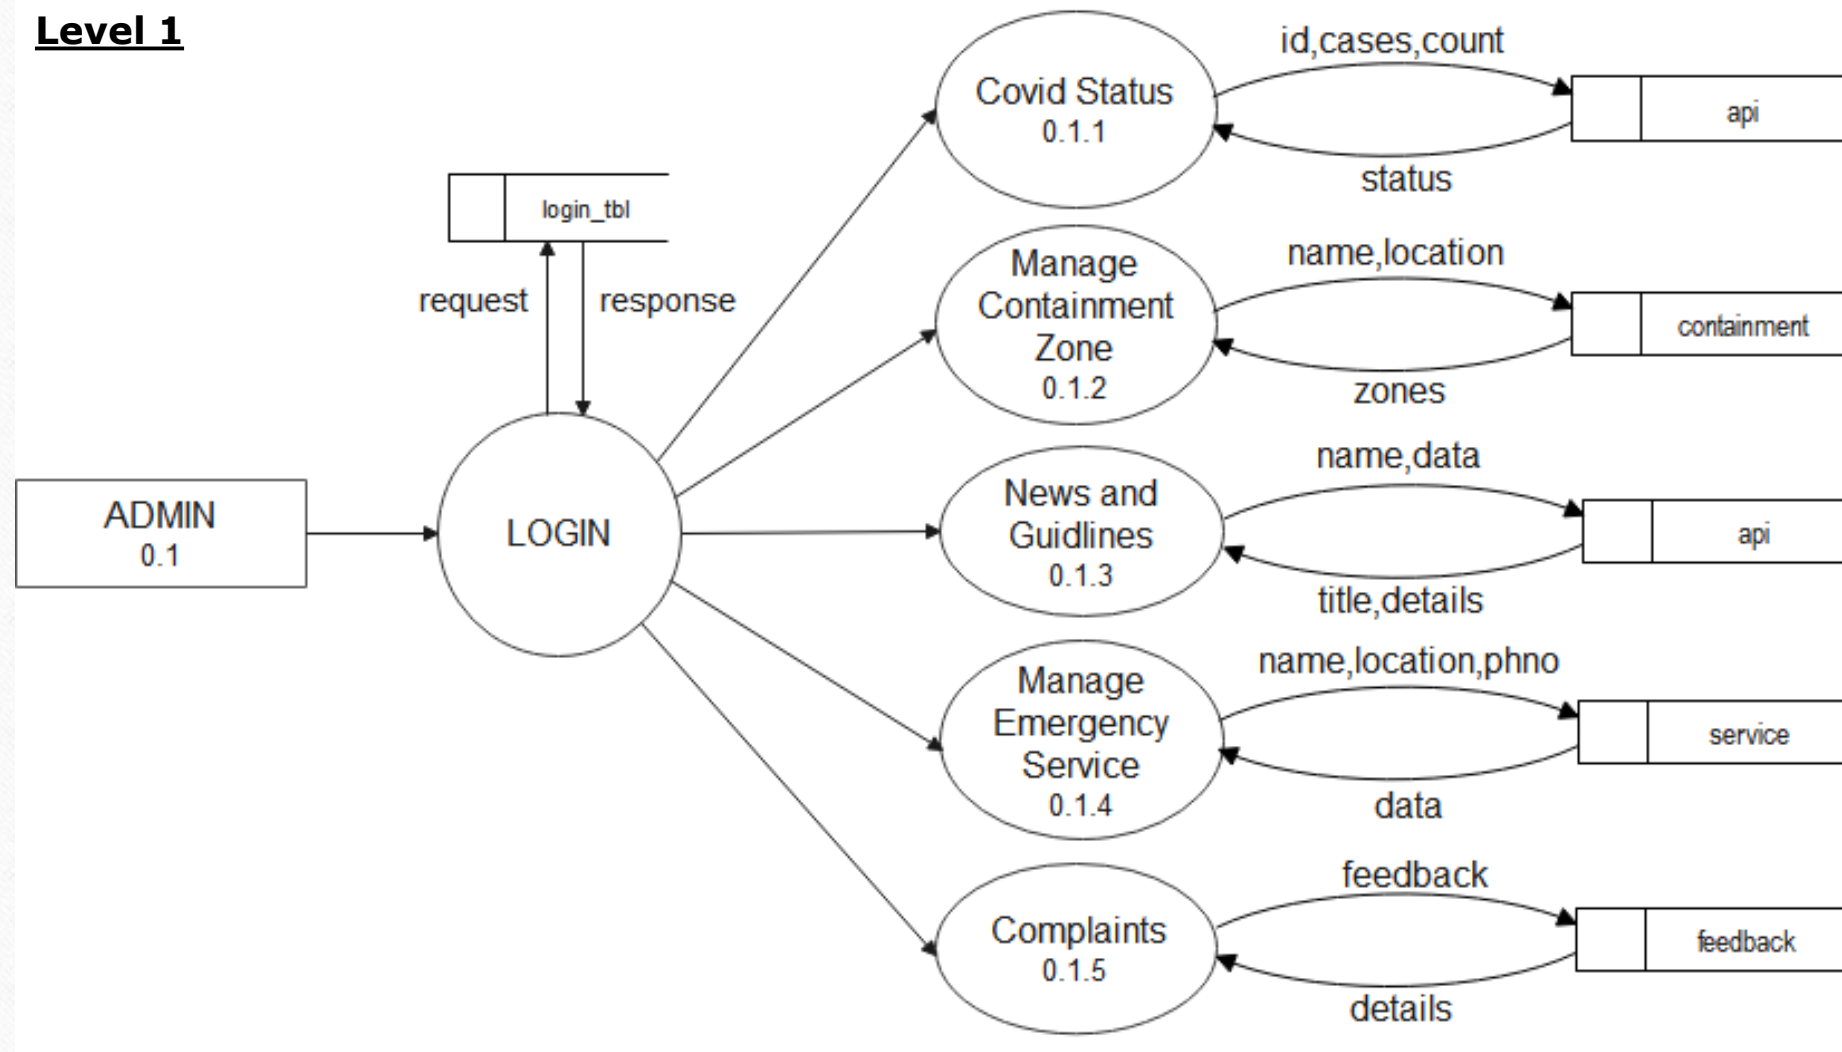 Level 1
id,cases,count
Covid Status
0.1.1
api
status
login_tbl
request
response
name,location
Manage
Containment
Zone
0.1.2
containment
zones
ADMIN
0.1
LOGIN
name,data
News and
Guidlines
0.1.3
api
title,details
name,location,phno
Manage
Emergency
Service
0.1.4
service
data
feedback
Complaints
0.1.5
feedback
details